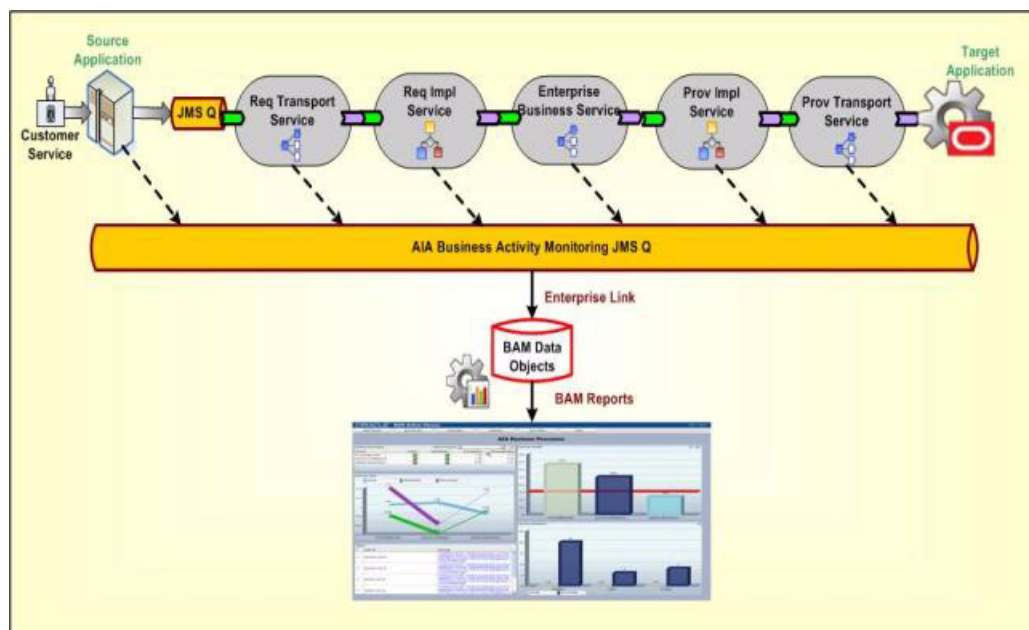 Source
Application
Target
Application
Customer
Service
JMS Q
Req Transport
Service
Req Impl
Service
Enterprise
Business Service
Prov Impl
Service
Prov Transport
Service
AIA Business Activity Monitoring JMS Q
Enterprise Link
BAM Data
Objects
BAM Reports
AIA Business Processes